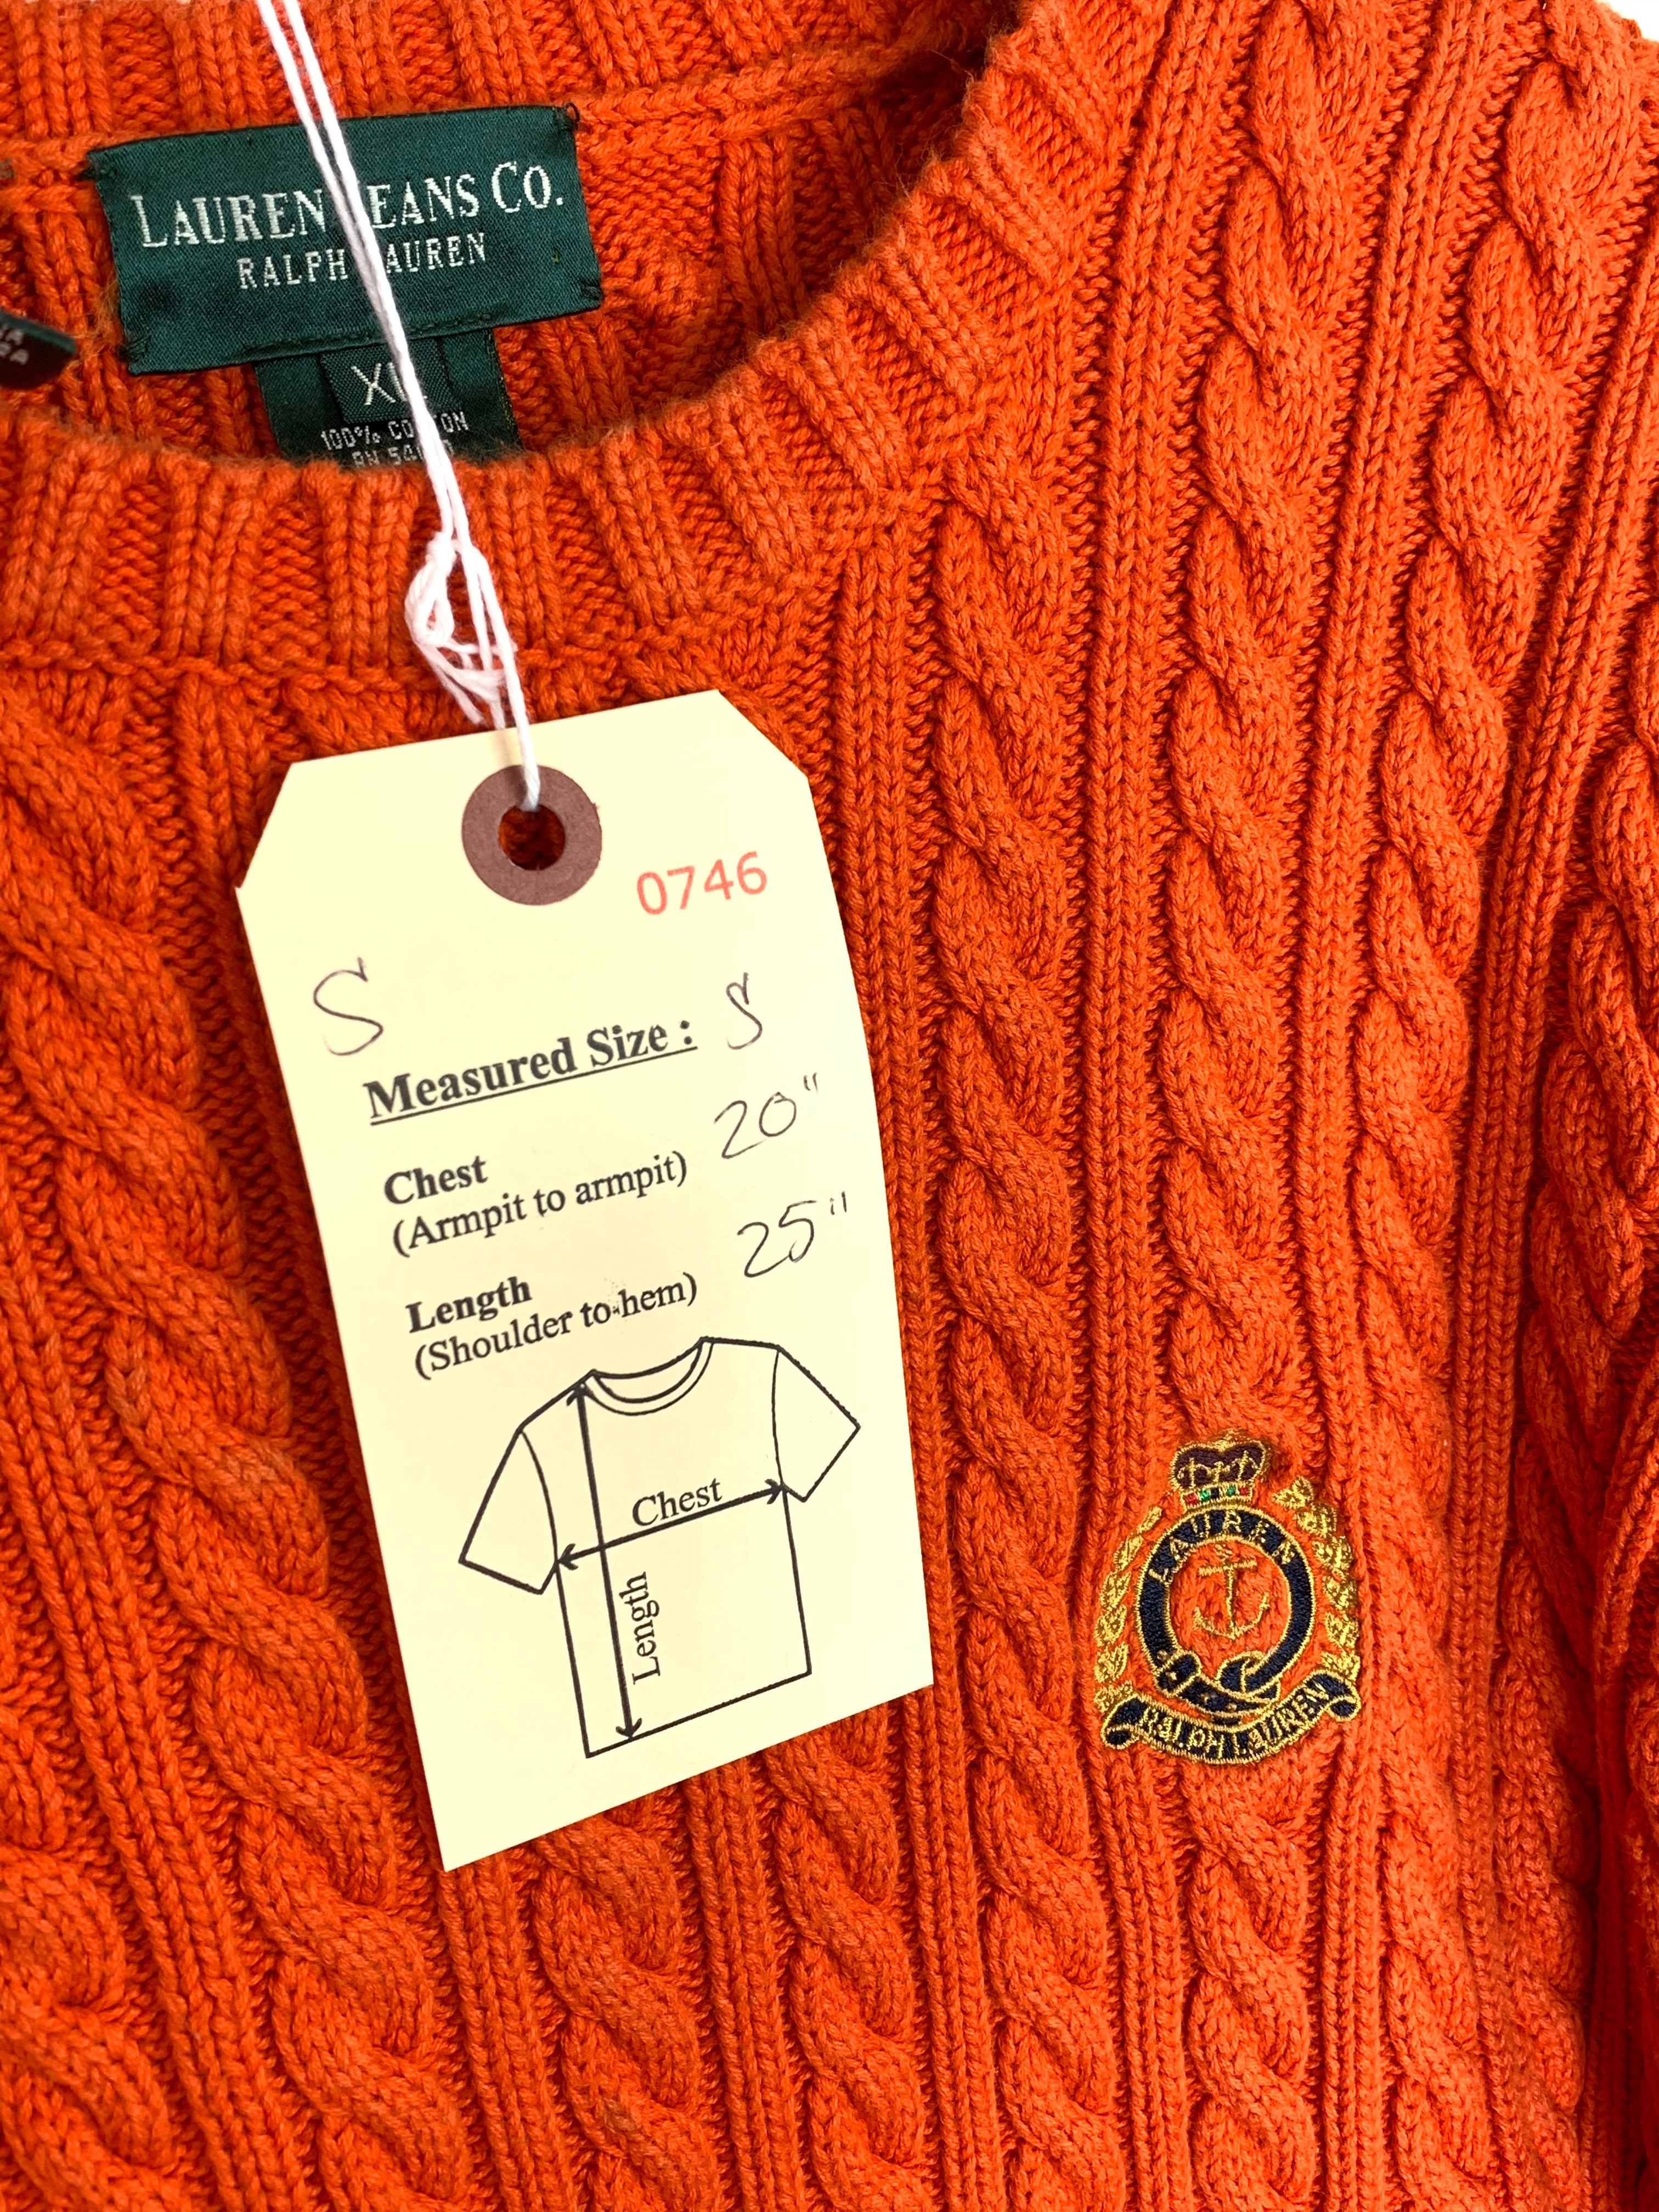 LAUREN JEANS CO.
RALPH LAUREN
100% COTTON
0746
S
Measured Size : S
Chest 20"
(Armpit to armpit)
Length 25"
(Shoulder to hem)
Chest
Length
LAUREN
RALPH LAUREN